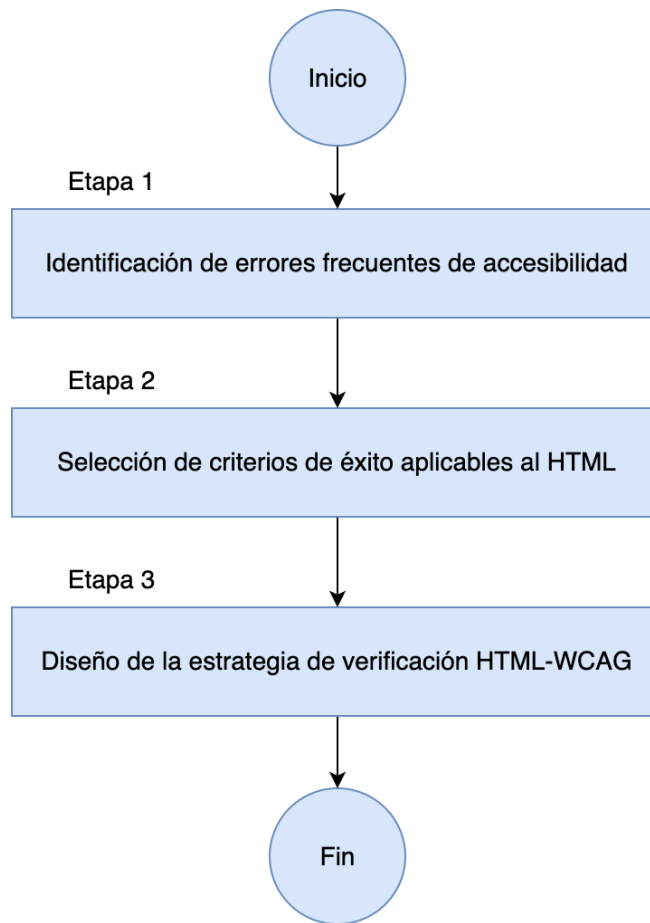 Inicio
Etapa 1
Identificación de errores frecuentes de accesibilidad
Etapa 2
Selección de criterios de éxito aplicables al HTML
Etapa 3
Diseño de la estrategia de verificación HTML-WCAG
Fin